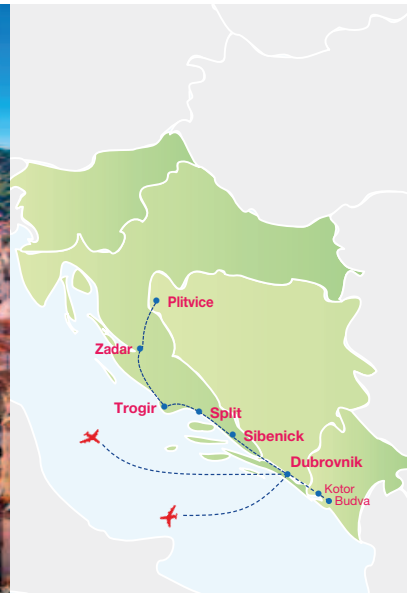 Plitvice
Zadar
Trogir
Split
Sibenick
Dubrovnik
Kotor
Budva